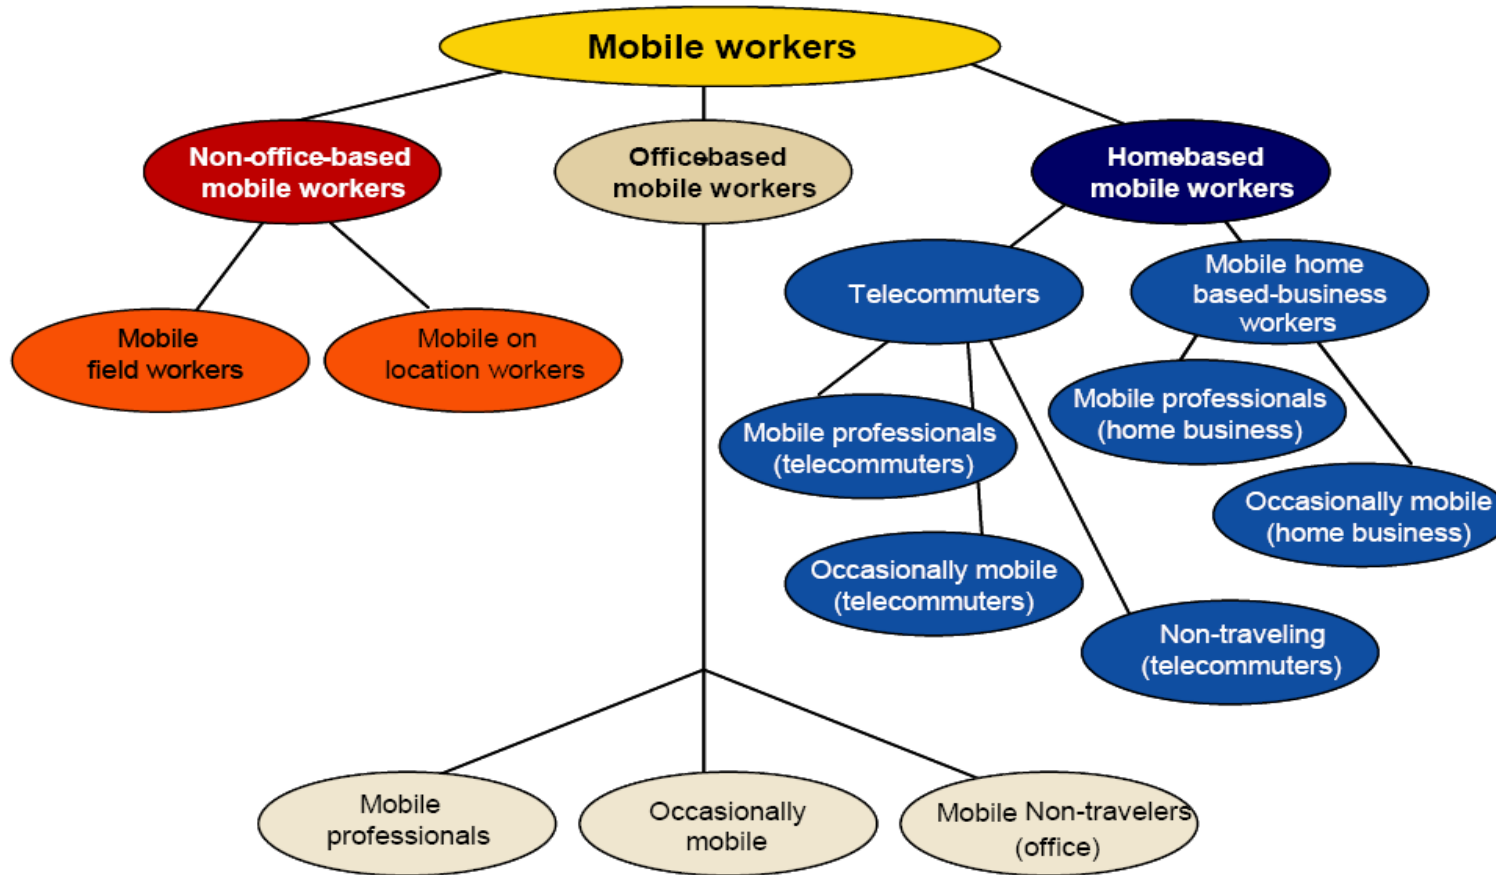 Mobile workers
Non-office-based
mobile workers
Officebased
mobile workers
Homebased
mobile workers
Telecommuters
Mobile home
based-business
workers
Mobile
field workers
Mobile on
location workers
Mobile professionals
(telecommuters)
Mobile professionals
(home business)
Occasionally mobile
(home business)
Occasionally mobile
(telecommuters)
Non-traveling
(telecommuters)
Mobile
professionals
Occasionally
mobile
Mobile Non-travelers
(office)